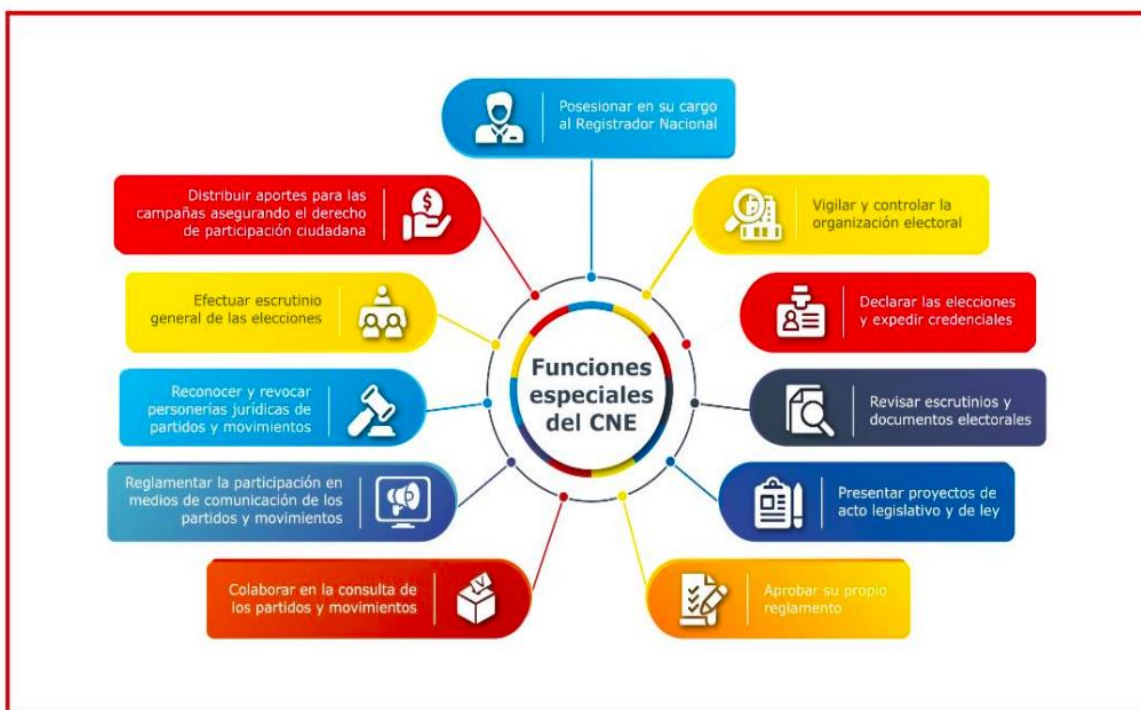 Posesionar en su cargo
al Registrador Nacional
Distribuir aportes para las
campañas asegurando el derecho
de participación ciudadana
Vigilar y controlar la
organización electoral
Efectuar escrutinio
general de las elecciones
Declarar las elecciones
y expedir credenciales
Funciones
especiales
del CNE
Reconocer y revocar
personerías jurídicas de
partidos y movimientos
Revisar escrutinios y
documentos electorales
Reglamentar la participación en
medios de comunicación de los
partidos y movimientos
Presentar proyectos de
acto legislativo y de ley
Colaborar en la consulta de
los partidos y movimientos
Aprobar su propio
reglamento